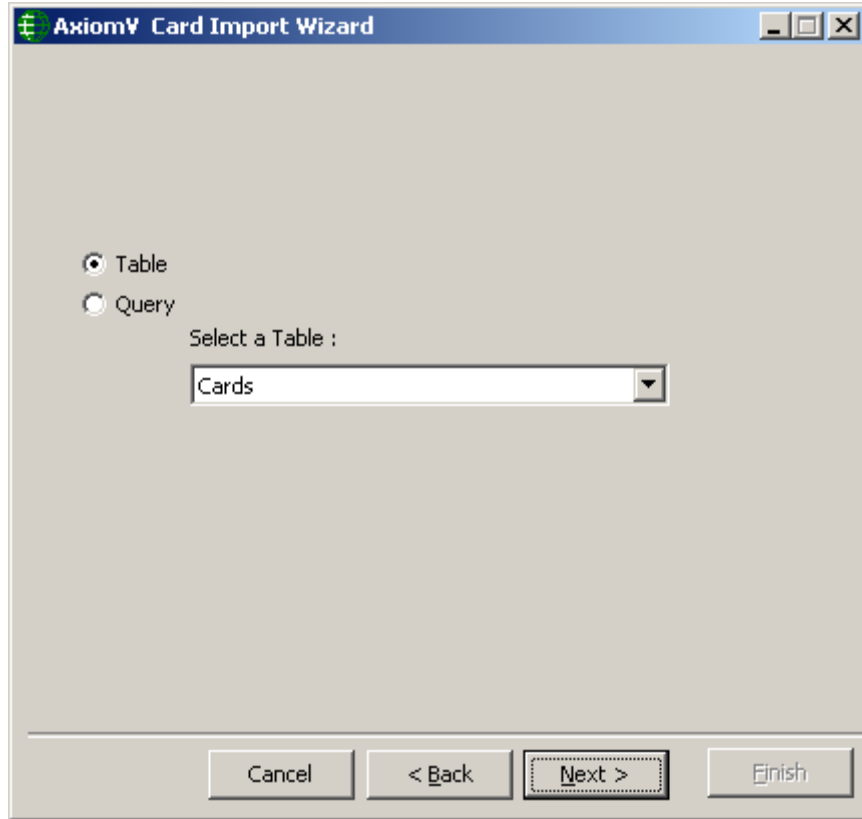 AxiomV Card Import Wizard
Table
Query
Select a Table :
Cards
Cancel
< Back
Next >
Finish